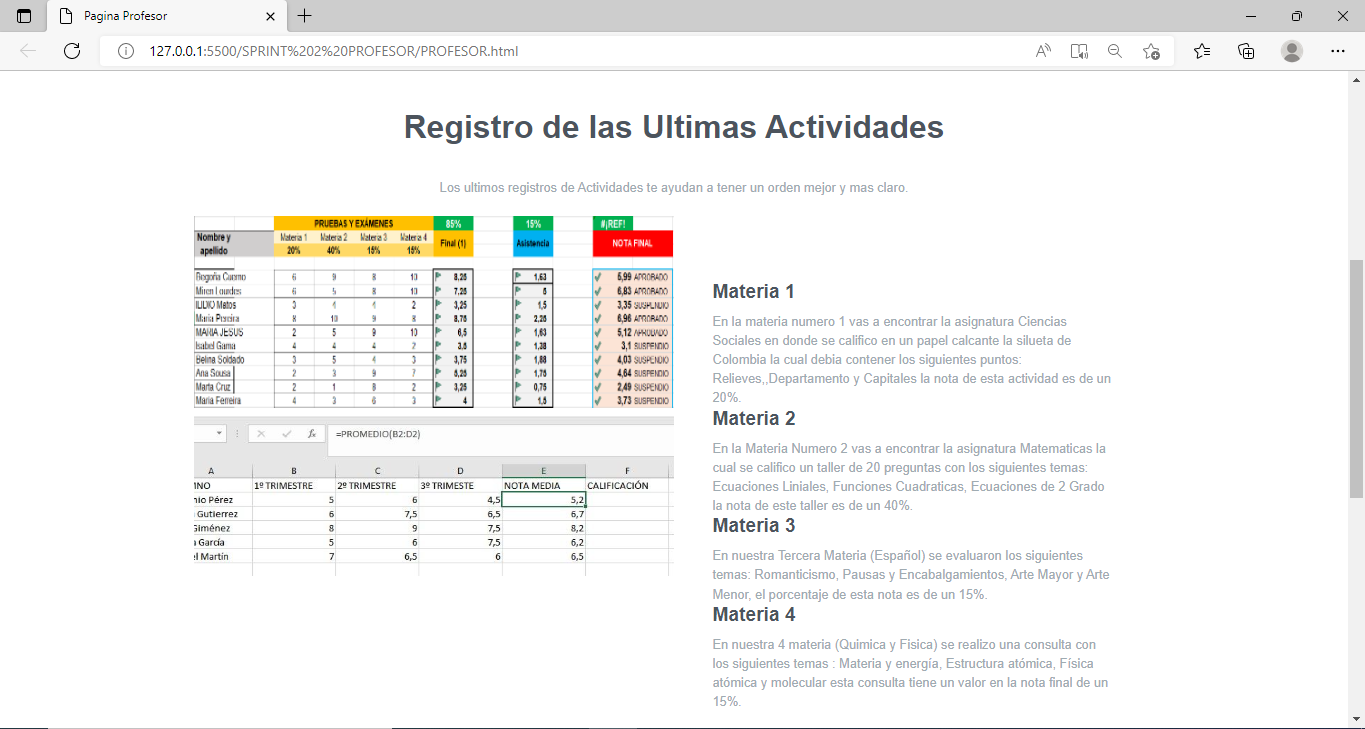 Pagina Profesor
127.0.0.1:5500/SPRINT%202%20PROFESOR/PROFESOR.html
Registro de las Ultimas Actividades
Los ultimos registros de Actividades te ayudan a tener un orden mejor y mas claro.
PRUEBAS Y EXÁMENES 85% 15% #¡REF!
Nombre y apellido Materia 1 Materia 2 Materia 3 Materia 4 Final (1) Asistencia NOTA FINAL
20% 40% 15% 15%
Begoña Cuomo 6 9 8 10 8,25 1,63 5,99 APROBADO
Miren Lourdes 6 5 8 10 7,25 5 6,83 APROBADO
ILIDIO Matos 3 4 4 2 3,25 1,5 3,35 SUSPENDIO
Maria Pereira 8 10 9 8 8,75 2,25 6,96 APROBADO
MARIA JESUS 2 5 9 10 6,5 1,63 5,12 APROBADO
Isabel Gama 4 4 4 2 3,5 1,38 3,1 SUSPENDIO
Belina Soldado 3 5 4 3 3,75 1,88 4,03 SUSPENDIO
Ana Sousa 2 3 9 7 5,25 1,75 4,64 SUSPENDIO
Marta Cruz 2 1 8 2 3,25 0,75 2,49 SUSPENDIO
Maria Ferreira 4 3 6 3 4 1,5 3,73 SUSPENDIO
fx =PROMEDIO(B2:D2)
A B C D E F
MNO 1º TRIMESTRE 2º TRIMESTRE 3º TRIMESTE NOTA MEDIA CALIFICACIÓN
nio Pérez 5 6 4,5 5,2
Gutierrez 6 7,5 6,5 6,7
Giménez 8 9 7,5 8,2
García 5 6 7,5 6,2
el Martín 7 6,5 6 6,5
Materia 1
En la materia numero 1 vas a encontrar la asignatura Ciencias
Sociales en donde se califico en un papel calcante la silueta de
Colombia la cual debia contener los siguientes puntos:
Relieves,,Departamento y Capitales la nota de esta actividad es de un
20%.
Materia 2
En la Materia Numero 2 vas a encontrar la asignatura Matematicas la
cual se califico un taller de 20 preguntas con los siguientes temas:
Ecuaciones Liniales, Funciones Cuadraticas, Ecuaciones de 2 Grado
la nota de este taller es de un 40%.
Materia 3
En nuestra Tercera Materia (Español) se evaluaron los siguientes
temas: Romanticismo, Pausas y Encabalgamientos, Arte Mayor y Arte
Menor, el porcentaje de esta nota es de un 15%.
Materia 4
En nuestra 4 materia (Quimica y Fisica) se realizo una consulta con
los siguientes temas : Materia y energía, Estructura atómica, Física
atómica y molecular esta consulta tiene un valor en la nota final de un
15%.